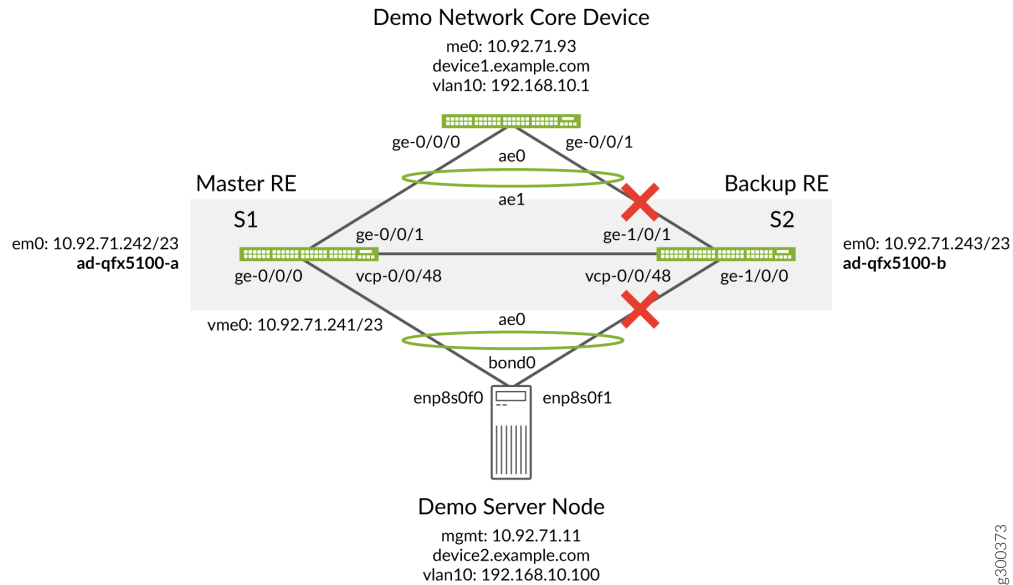 Demo Network Core Device
me0: 10.92.71.93
device1.example.com
vlan10: 192.168.10.1
ge-0/0/0
ge-0/0/1
ae0
Master RE
Backup RE
ae1
S1
S2
ge-0/0/1
ge-1/0/1
em0: 10.92.71.242/23
ad-qfx5100-a
em0: 10.92.71.243/23
ad-qfx5100-b
ge-0/0/0
vcp-0/0/48
vcp-0/0/48
ge-1/0/0
vme0: 10.92.71.241/23
ae0
bond0
enp8s0f0
enp8s0f1
Demo Server Node
mgmt: 10.92.71.11
device2.example.com
vlan10: 192.168.10.100
g300373